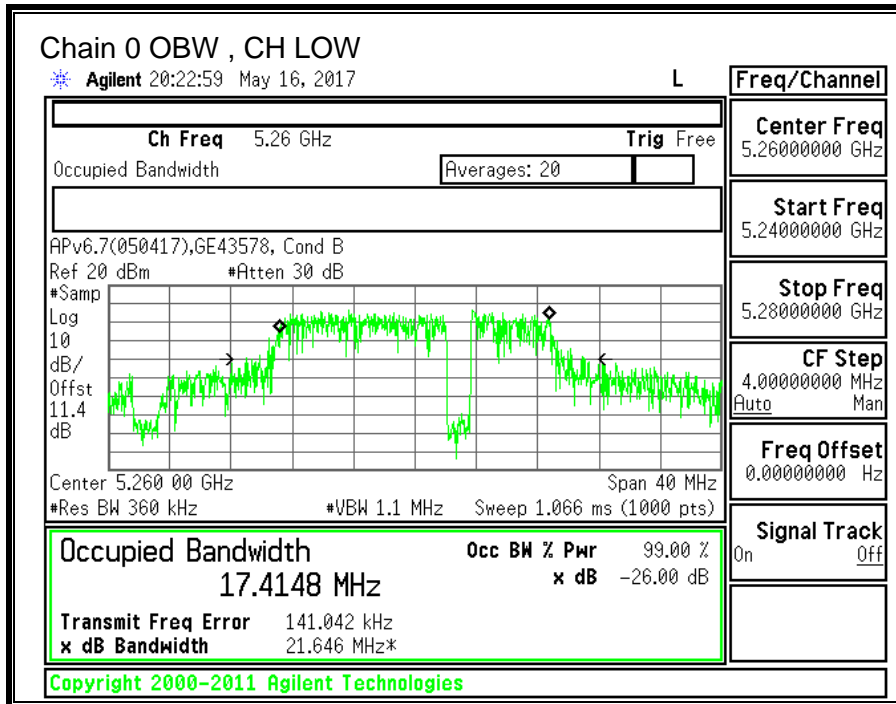 Chain 0 OBW , CH LOW
Agilent 20:22:59 May 16, 2017 L
Freq/Channel
Ch Freq 5.26 GHz Trig Free
Occupied Bandwidth Averages: 20
APv6.7(050417),GE43578, Cond B
Ref 20 dBm #Atten 30 dB
#Samp
Log
10
dB/
Offst
11.4
dB
Center 5.260 00 GHz Span 40 MHz
#Res BW 360 kHz #VBW 1.1 MHz Sweep 1.066 ms (1000 pts)
Occupied Bandwidth Occ BW % Pwr 99.00 %
17.4148 MHz x dB -26.00 dB
Transmit Freq Error 141.042 kHz
x dB Bandwidth 21.646 MHz*
Copyright 2000-2011 Agilent Technologies
Center Freq
5.26000000 GHz
Start Freq
5.24000000 GHz
Stop Freq
5.28000000 GHz
CF Step
4.00000000 MHz
Auto Man
Freq Offset
0.00000000 Hz
Signal Track
On Off